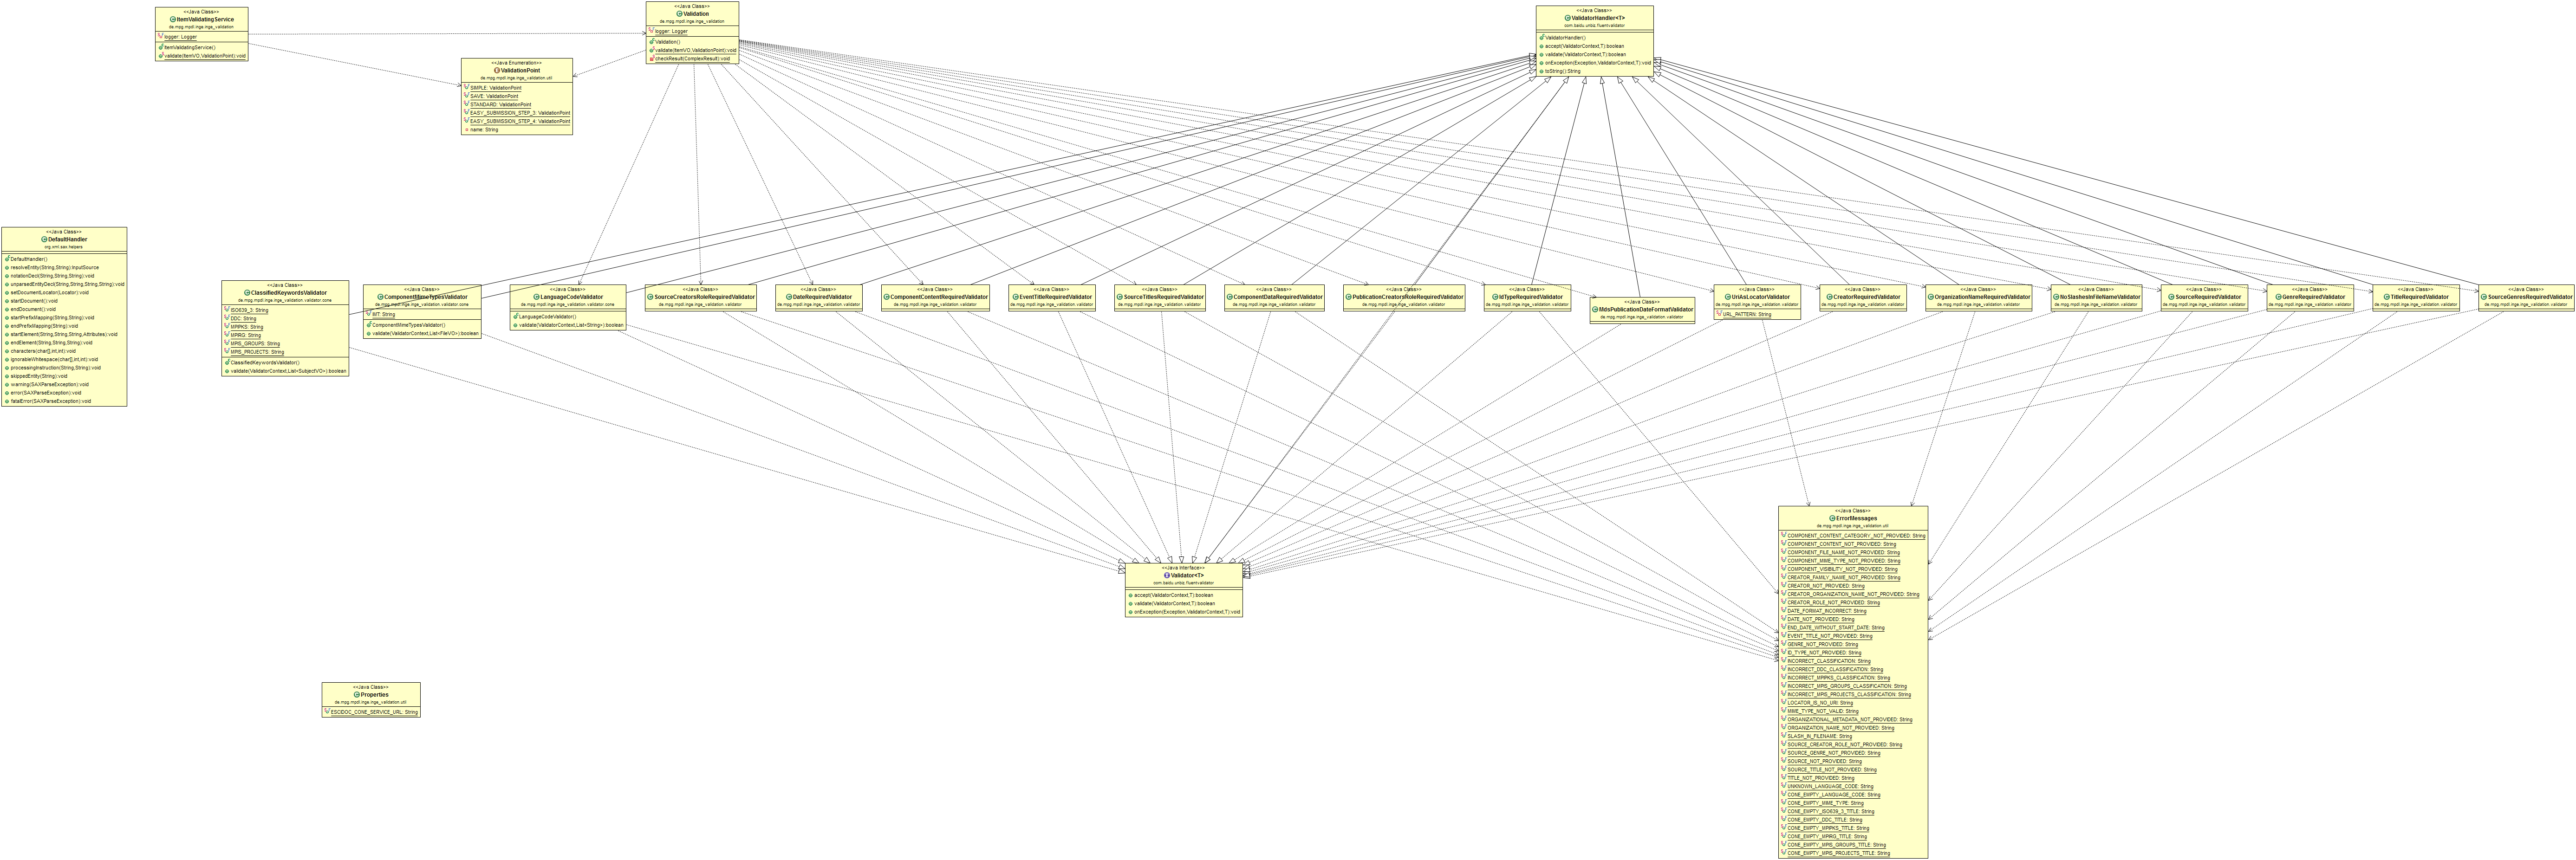 <<Java Class>>
ItemValidatingService
de.mpg.mpdl.inge.inge_validation
logger: Logger
ItemValidatingService()
validate(ItemVO,ValidationPoint):void
<<Java Class>>
Validation
de.mpg.mpdl.inge.inge_validation
logger: Logger
Validation()
validate(ItemVO,ValidationPoint):void
checkResult(ComplexResult):void
<<Java Class>>
ValidatorHandler<T>
com.baidu.unbiz.fluentvalidator
ValidatorHandler()
accept(ValidatorContext,T):boolean
validate(ValidatorContext,T):boolean
onException(Exception,ValidatorContext,T):void
toString():String
<<Java Enumeration>>
ValidationPoint
de.mpg.mpdl.inge.inge_validation.util
SIMPLE: ValidationPoint
SAVE: ValidationPoint
STANDARD: ValidationPoint
EASY_SUBMISSION_STEP_3: ValidationPoint
EASY_SUBMISSION_STEP_4: ValidationPoint
name: String
<<Java Class>>
DefaultHandler
org.xml.sax.helpers
DefaultHandler()
resolveEntity(String,String):InputSource
notationDecl(String,String,String):void
unparsedEntityDecl(String,String,String,String):void
setDocumentLocator(Locator):void
startDocument():void
endDocument():void
startPrefixMapping(String,String):void
endPrefixMapping(String):void
startElement(String,String,String,Attributes):void
endElement(String,String,String):void
characters(char[],int,int):void
ignorableWhitespace(char[],int,int):void
processingInstruction(String,String):void
skippedEntity(String):void
warning(SAXParseException):void
error(SAXParseException):void
fatalError(SAXParseException):void
<<Java Class>>
ClassifiedKeywordsValidator
de.mpg.mpdl.inge.inge_validation.validator.cone
ISO639_3: String
DDC: String
MPIPKS: String
MPIRG: String
MPIS_GROUPS: String
MPIS_PROJECTS: String
ClassifiedKeywordsValidator()
validate(ValidatorContext,List<SubjectVO>):boolean
<<Java Class>>
ComponentMimeTypesValidator
de.mpg.mpdl.inge.inge_validation.validator.cone
IMT: String
ComponentMimeTypesValidator()
validate(ValidatorContext,List<FileVO>):boolean
<<Java Class>>
LanguageCodeValidator
de.mpg.mpdl.inge.inge_validation.validator.cone
LanguageCodeValidator()
validate(ValidatorContext,List<String>):boolean
<<Java Class>>
SourceCreatorsRoleRequiredValidator
de.mpg.mpdl.inge.inge_validation.validator
<<Java Class>>
DateRequiredValidator
de.mpg.mpdl.inge.inge_validation.validator
<<Java Class>>
ComponentContentRequiredValidator
de.mpg.mpdl.inge.inge_validation.validator
<<Java Class>>
EventTitleRequiredValidator
de.mpg.mpdl.inge.inge_validation.validator
<<Java Class>>
SourceTitlesRequiredValidator
de.mpg.mpdl.inge.inge_validation.validator
<<Java Class>>
ComponentDataRequiredValidator
de.mpg.mpdl.inge.inge_validation.validator
<<Java Class>>
PublicationCreatorsRoleRequiredValidator
de.mpg.mpdl.inge.inge_validation.validator
<<Java Class>>
IdTypeRequiredValidator
de.mpg.mpdl.inge.inge_validation.validator
<<Java Class>>
MdsPublicationDateFormatValidator
de.mpg.mpdl.inge.inge_validation.validator
<<Java Class>>
UriAsLocatorValidator
de.mpg.mpdl.inge.inge_validation.validator
URL_PATTERN: String
<<Java Class>>
CreatorRequiredValidator
de.mpg.mpdl.inge.inge_validation.validator
<<Java Class>>
OrganizationNameRequiredValidator
de.mpg.mpdl.inge.inge_validation.validator
<<Java Class>>
NoSlashesInFileNameValidator
de.mpg.mpdl.inge.inge_validation.validator
<<Java Class>>
SourceRequiredValidator
de.mpg.mpdl.inge.inge_validation.validator
<<Java Class>>
GenreRequiredValidator
de.mpg.mpdl.inge.inge_validation.validator
<<Java Class>>
TitleRequiredValidator
de.mpg.mpdl.inge.inge_validation.validator
<<Java Class>>
SourceGenresRequiredValidator
de.mpg.mpdl.inge.inge_validation.validator
<<Java Interface>>
Validator<T>
com.baidu.unbiz.fluentvalidator
accept(ValidatorContext,T):boolean
validate(ValidatorContext,T):boolean
onException(Exception,ValidatorContext,T):void
<<Java Class>>
ErrorMessages
de.mpg.mpdl.inge.inge_validation.util
COMPONENT_CONTENT_CATEGORY_NOT_PROVIDED: String
COMPONENT_CONTENT_NOT_PROVIDED: String
COMPONENT_FILE_NAME_NOT_PROVIDED: String
COMPONENT_MIME_TYPE_NOT_PROVIDED: String
COMPONENT_VISIBILITY_NOT_PROVIDED: String
CREATOR_FAMILY_NAME_NOT_PROVIDED: String
CREATOR_NOT_PROVIDED: String
CREATOR_ORGANIZATION_NAME_NOT_PROVIDED: String
CREATOR_ROLE_NOT_PROVIDED: String
DATE_FORMAT_INCORRECT: String
DATE_NOT_PROVIDED: String
END_DATE_WITHOUT_START_DATE: String
EVENT_TITLE_NOT_PROVIDED: String
GENRE_NOT_PROVIDED: String
ID_TYPE_NOT_PROVIDED: String
INCORRECT_CLASSIFICATION: String
INCORRECT_DDC_CLASSIFICATION: String
INCORRECT_MPIPKS_CLASSIFICATION: String
INCORRECT_MPIS_GROUPS_CLASSIFICATION: String
INCORRECT_MPIS_PROJECTS_CLASSIFICATION: String
LOCATOR_IS_NO_URI: String
MIME_TYPE_NOT_VALID: String
ORGANIZATIONAL_METADATA_NOT_PROVIDED: String
ORGANIZATION_NAME_NOT_PROVIDED: String
SLASH_IN_FILENAME: String
SOURCE_CREATOR_ROLE_NOT_PROVIDED: String
SOURCE_GENRE_NOT_PROVIDED: String
SOURCE_NOT_PROVIDED: String
SOURCE_TITLE_NOT_PROVIDED: String
TITLE_NOT_PROVIDED: String
UNKNOWN_LANGUAGE_CODE: String
CONE_EMPTY_LANGUAGE_CODE: String
CONE_EMPTY_MIME_TYPE: String
CONE_EMPTY_ISO639_3_TITLE: String
CONE_EMPTY_DDC_TITLE: String
CONE_EMPTY_MPIPKS_TITLE: String
CONE_EMPTY_MPIRG_TITLE: String
CONE_EMPTY_MPIS_GROUPS_TITLE: String
CONE_EMPTY_MPIS_PROJECTS_TITLE: String
<<Java Class>>
Properties
de.mpg.mpdl.inge.inge_validation.util
ESCIDOC_CONE_SERVICE_URL: String